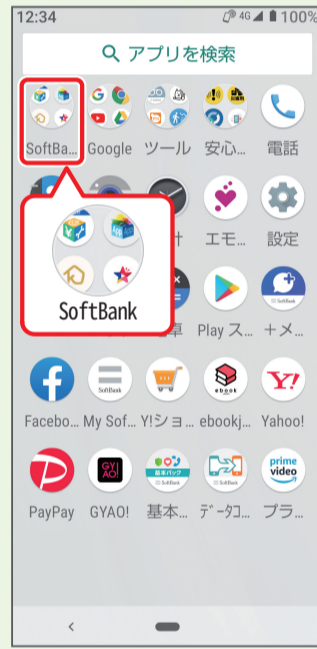 12:34 4G 100%
アプリを検索
SoftBa... Google ツール 安心... 電話
計 エモ... 設定
SoftBank
卓 Play ス... ＋メ...
Facebo... My Sof... Y!ショ... ebookj... Yahoo!
PayPay GYAO! 基本... データコ... プラ...